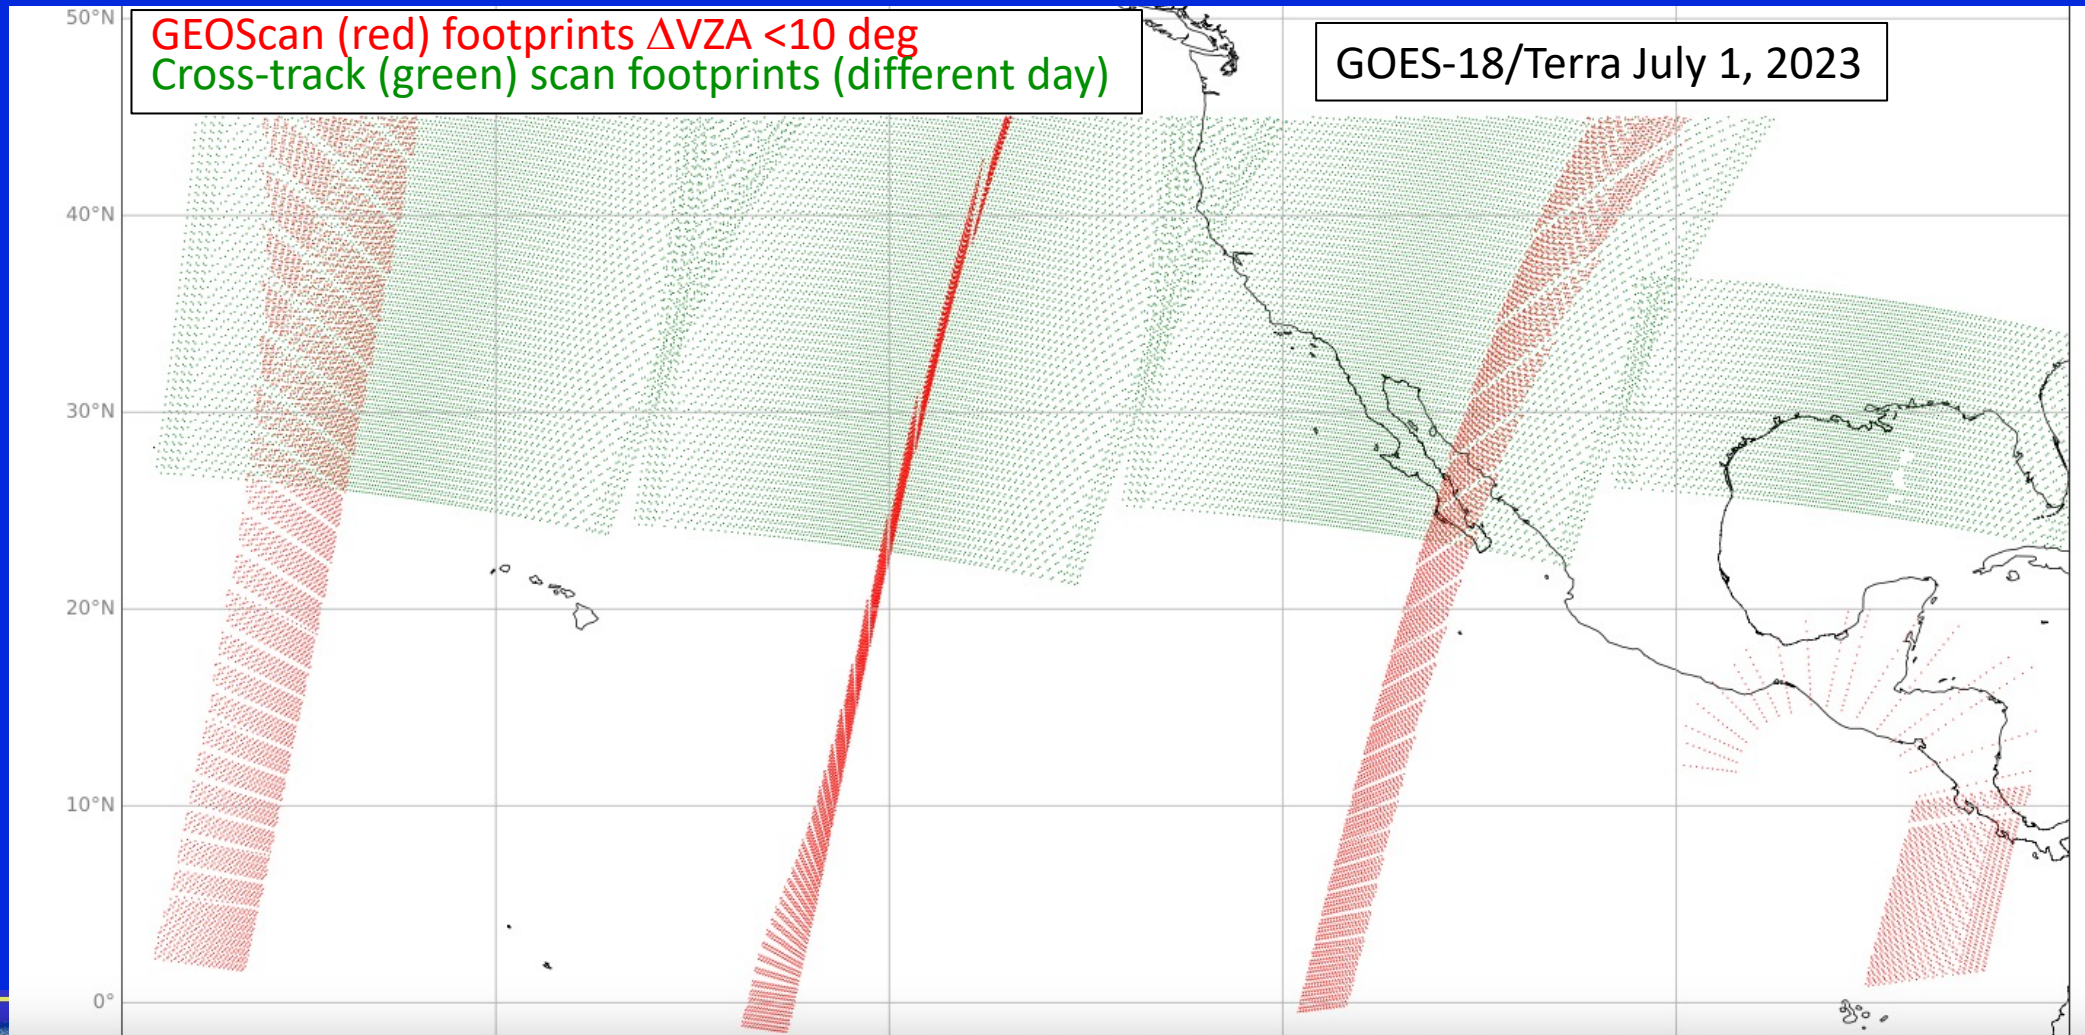 50°N
GEOScan (red) footprints ΔVZA <10 deg
Cross-track (green) scan footprints (different day)
GOES-18/Terra July 1, 2023
40°N
30°N
20°N
10°N
0°